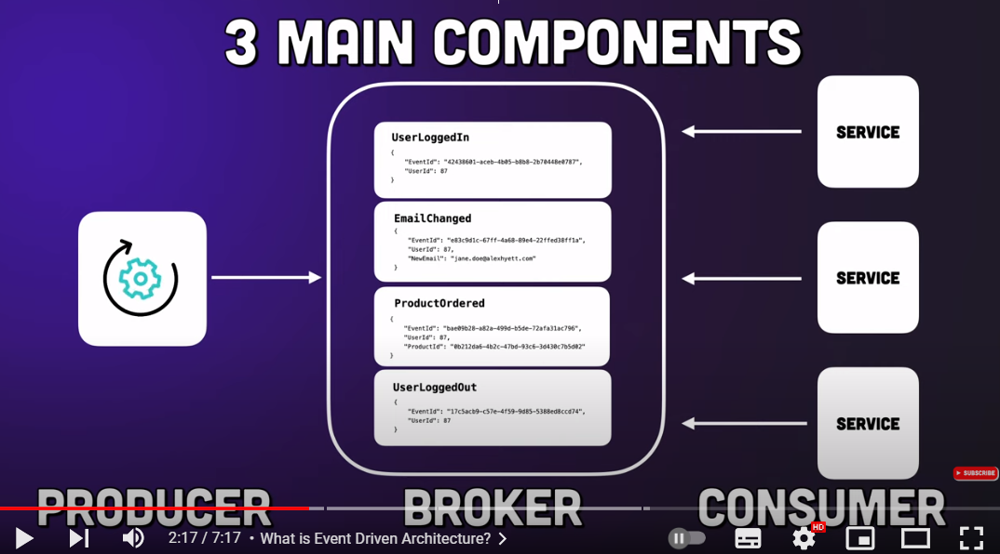 3 MAIN COMPONENTS
UserLoggedIn
{
"EventId": "42438601-aceb-4b05-b8b8-2b70448e0787",
"UserId": 87
}
EmailChanged
{
"EventId": "e83c9d1c-67ff-4a68-89e4-22ffed38ff1a",
"UserId": 87,
"NewEmail": "jane.doe@alexhyett.com"
}
ProductOrdered
{
"EventId": "bae09b28-a82a-499d-b5de-72afa31ac796",
"UserId": 87,
"ProductId": "0b212da6-4b2c-47bd-93c6-3d430c7b5d02"
}
UserLoggedOut
{
"EventId": "17c5acb9-c57e-4f59-9d85-5388ed8ccd74",
"UserId": 87
}
SERVICE
SERVICE
SERVICE
SUBSCRIBE
PRODUCER
BROKER
CONSUMER
2:17 / 7:17 • What is Event Driven Architecture?
HD